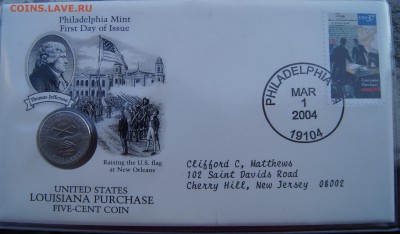 COINS.LAVE.RU
Philadelphia Mint
First Day of Issue
Thomas Jefferson
Raising the U.S. flag
at New Orleans
UNITED STATES
LOUISIANA PURCHASE
FIVE-CENT COIN
PHILADELPHIA
MAR
1
2004
19104
37
Clifford C, Matthews
102 Saint Davids Road
Cherry Hill, New Jersey 08002